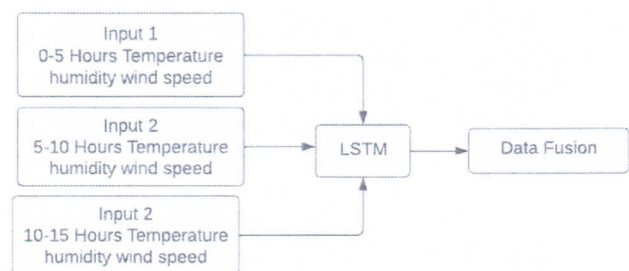 Input 1
0-5 Hours Temperature
humidity wind speed
Input 2
5-10 Hours Temperature
humidity wind speed
Input 2
10-15 Hours Temperature
humidity wind speed
LSTM
Data Fusion